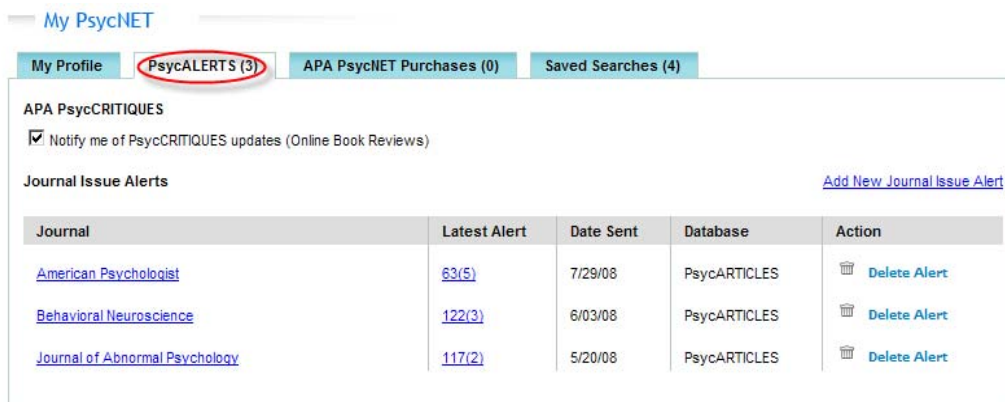 My PsycNET
My Profile PsycALERTS (3) APA PsycNET Purchases (0) Saved Searches (4)
APA PsycCRITIQUES
Notify me of PsycCRITIQUES updates (Online Book Reviews)
Journal Issue Alerts Add New Journal Issue Alert
Journal Latest Alert Date Sent Database Action
American Psychologist 63(5) 7/29/08 PsycARTICLES Delete Alert
Behavioral Neuroscience 122(3) 6/03/08 PsycARTICLES Delete Alert
Journal of Abnormal Psychology 117(2) 5/20/08 PsycARTICLES Delete Alert